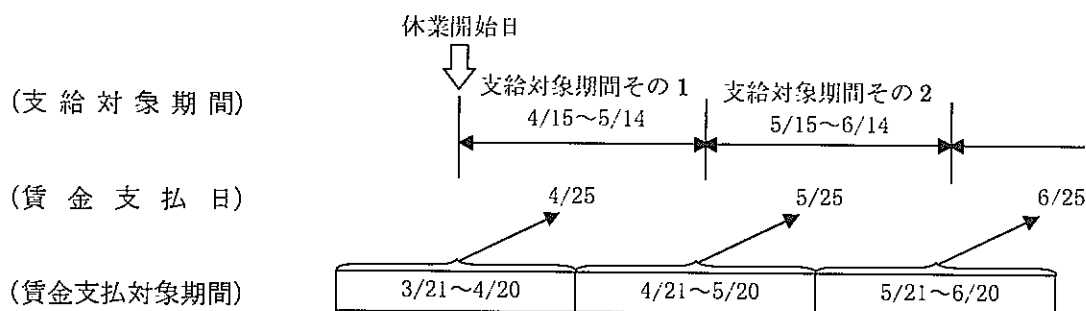 休業開始日
(支給対象期間)
支給対象期間その1
4/15～5/14
支給対象期間その2
5/15～6/14
(賃金支払日)
4/25
5/25
6/25
(賃金支払対象期間)
3/21～4/20
4/21～5/20
5/21～6/20